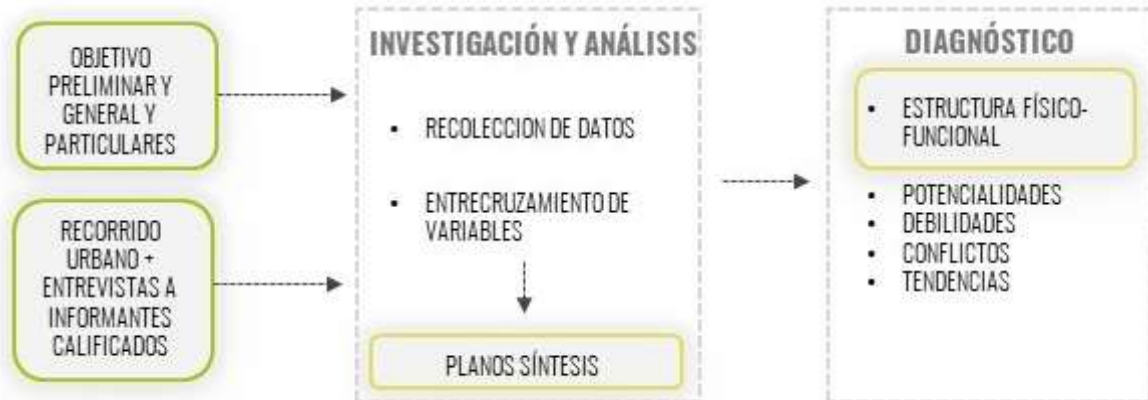 OBJETIVO
PRELIMINAR Y
GENERAL Y
PARTICULARES
RECORRIDO
URBANO +
ENTREVISTAS A
INFORMANTES
CALIFICADOS
INVESTIGACIÓN Y ANÁLISIS
• RECOLECCION DE DATOS
• ENTRECRUZAMIENTO DE
VARIABLES
PLANOS SÍNTESIS
DIAGNÓSTICO
• ESTRUCTURA FÍSICO-
FUNCIONAL
• POTENCIALIDADES
• DEBILIDADES
• CONFLICTOS
• TENDENCIAS